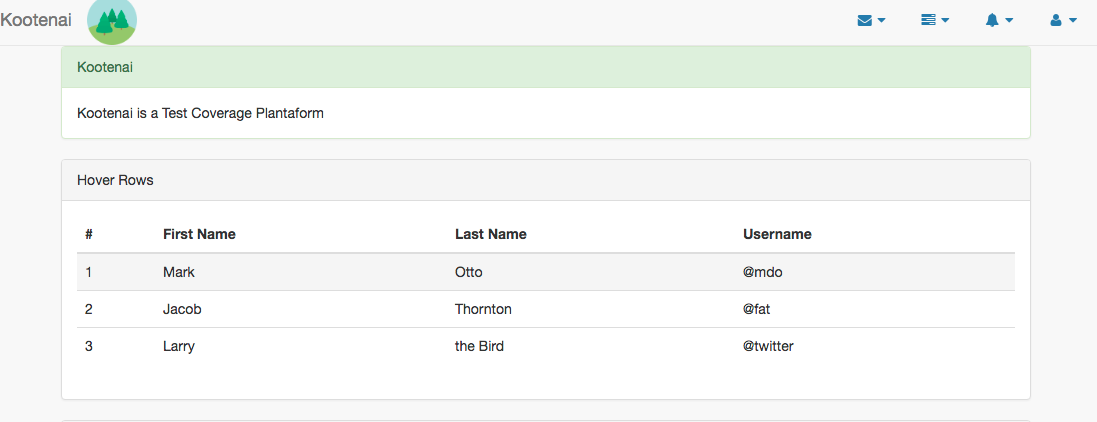 Kootenai
Kootenai
Kootenai is a Test Coverage Plantaform
Hover Rows
# First Name Last Name Username
1 Mark Otto @mdo
2 Jacob Thornton @fat
3 Larry the Bird @twitter